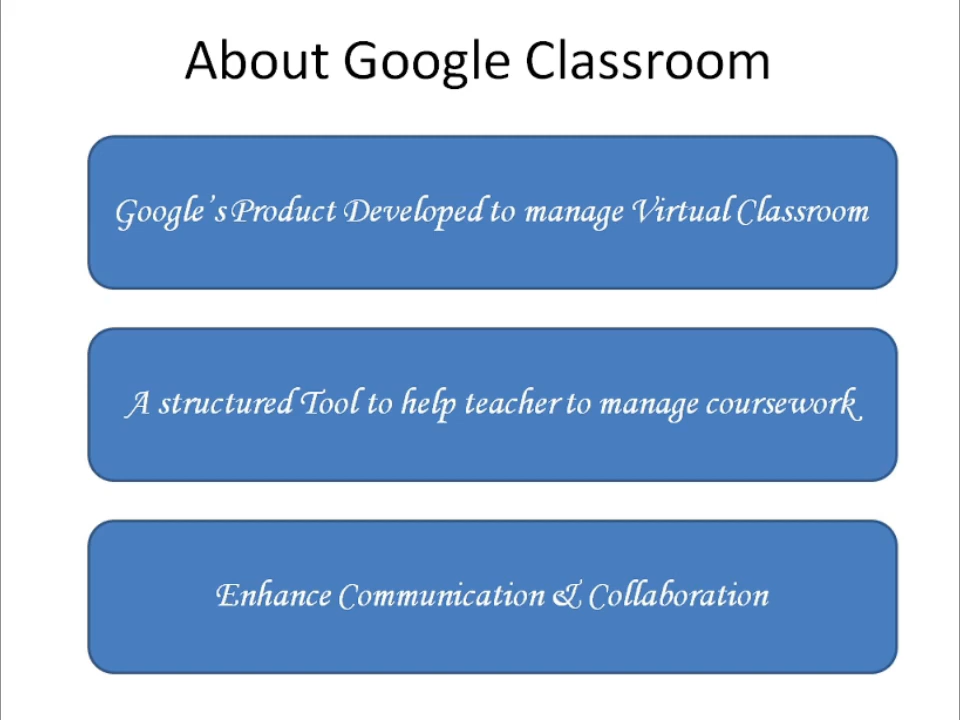 About Google Classroom
Google’s Product Developed to manage Virtual Classroom
A structured Tool to help teacher to manage coursework
Enhance Communication & Collaboration